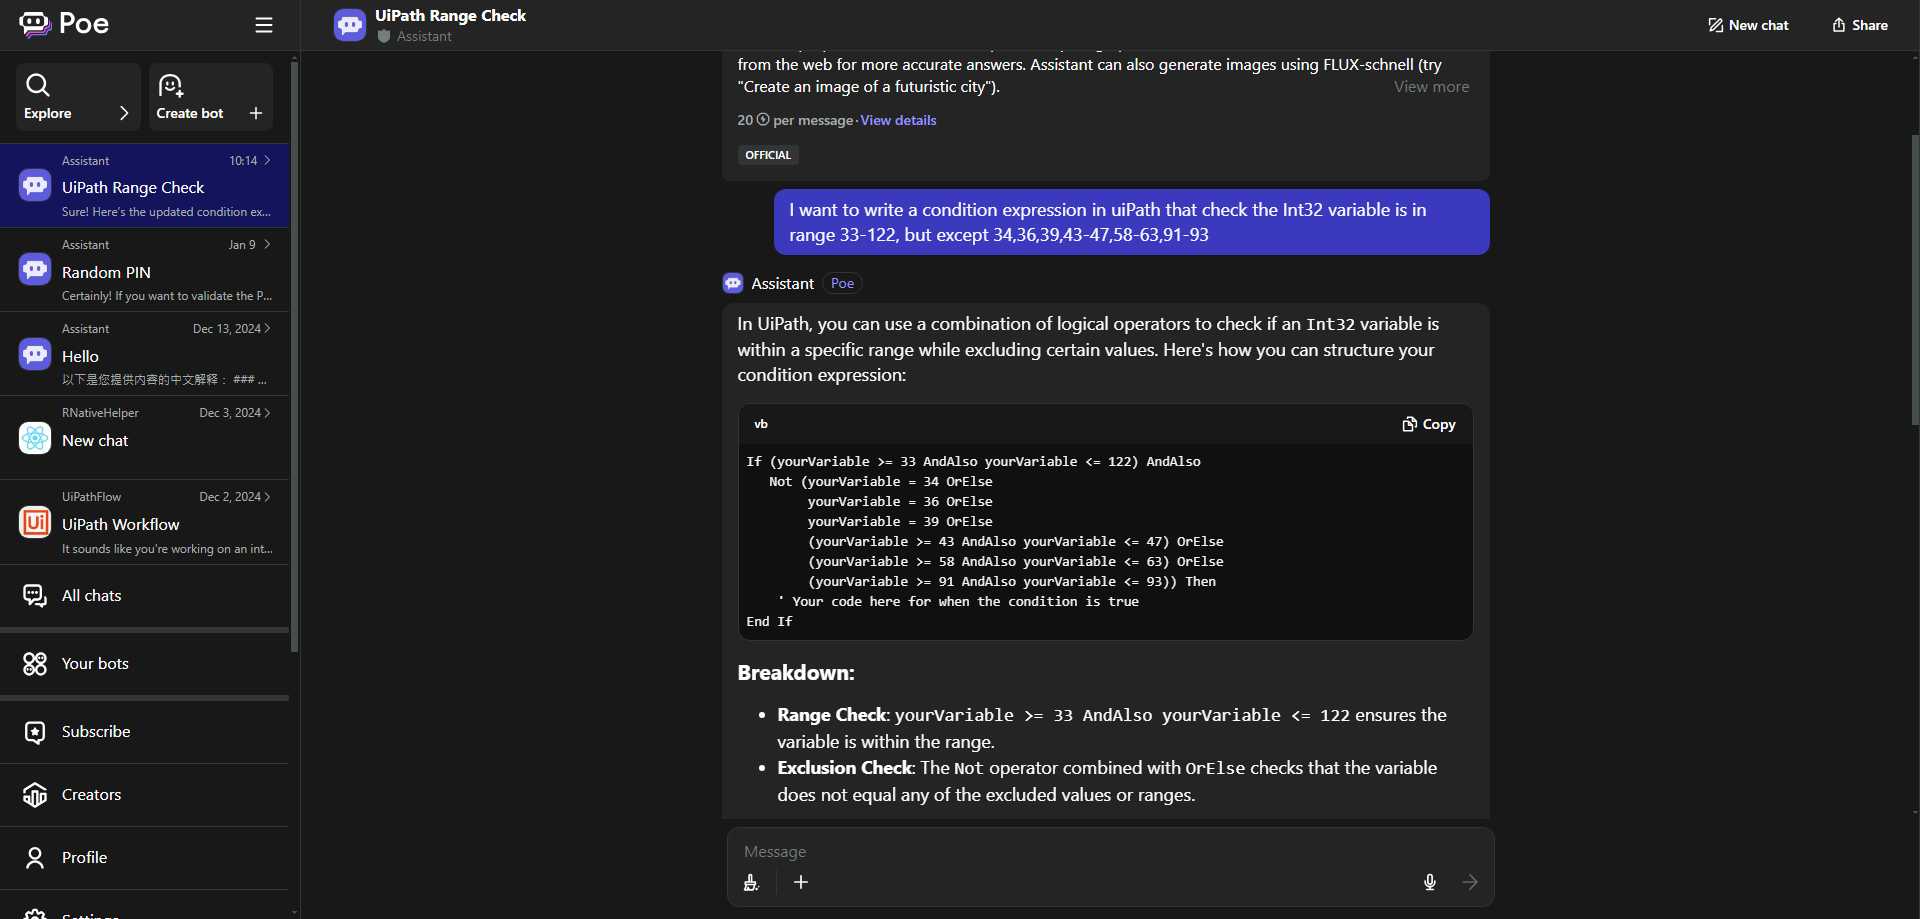 Poe
Explore
Create bot
Assistant 10:14
UiPath Range Check
Sure! Here's the updated condition ex...
Assistant Jan 9
Random PIN
Certainly! If you want to validate the P...
Assistant Dec 13, 2024
Hello
以下是您提供内容的中文解释： ### ...
RNativeHelper Dec 3, 2024
New chat
UiPathFlow Dec 2, 2024
Ui
UiPath Workflow
It sounds like you're working on an int...
All chats
Your bots
Subscribe
Creators
Profile
Settings
UiPath Range Check
Assistant
New chat
Share
from the web for more accurate answers. Assistant can also generate images using FLUX-schnell (try
"Create an image of a futuristic city").
View more
20 per message · View details
OFFICIAL
I want to write a condition expression in uiPath that check the Int32 variable is in
range 33-122, but except 34,36,39,43-47,58-63,91-93
Assistant Poe
In UiPath, you can use a combination of logical operators to check if an Int32 variable is
within a specific range while excluding certain values. Here's how you can structure your
condition expression:
vb
Copy
If (yourVariable >= 33 AndAlso yourVariable <= 122) AndAlso
Not (yourVariable = 34 OrElse
yourVariable = 36 OrElse
yourVariable = 39 OrElse
(yourVariable >= 43 AndAlso yourVariable <= 47) OrElse
(yourVariable >= 58 AndAlso yourVariable <= 63) OrElse
(yourVariable >= 91 AndAlso yourVariable <= 93)) Then
' Your code here for when the condition is true
End If
Breakdown:
• Range Check: yourVariable >= 33 AndAlso yourVariable <= 122 ensures the
variable is within the range.
• Exclusion Check: The Not operator combined with OrElse checks that the variable
does not equal any of the excluded values or ranges.
Message